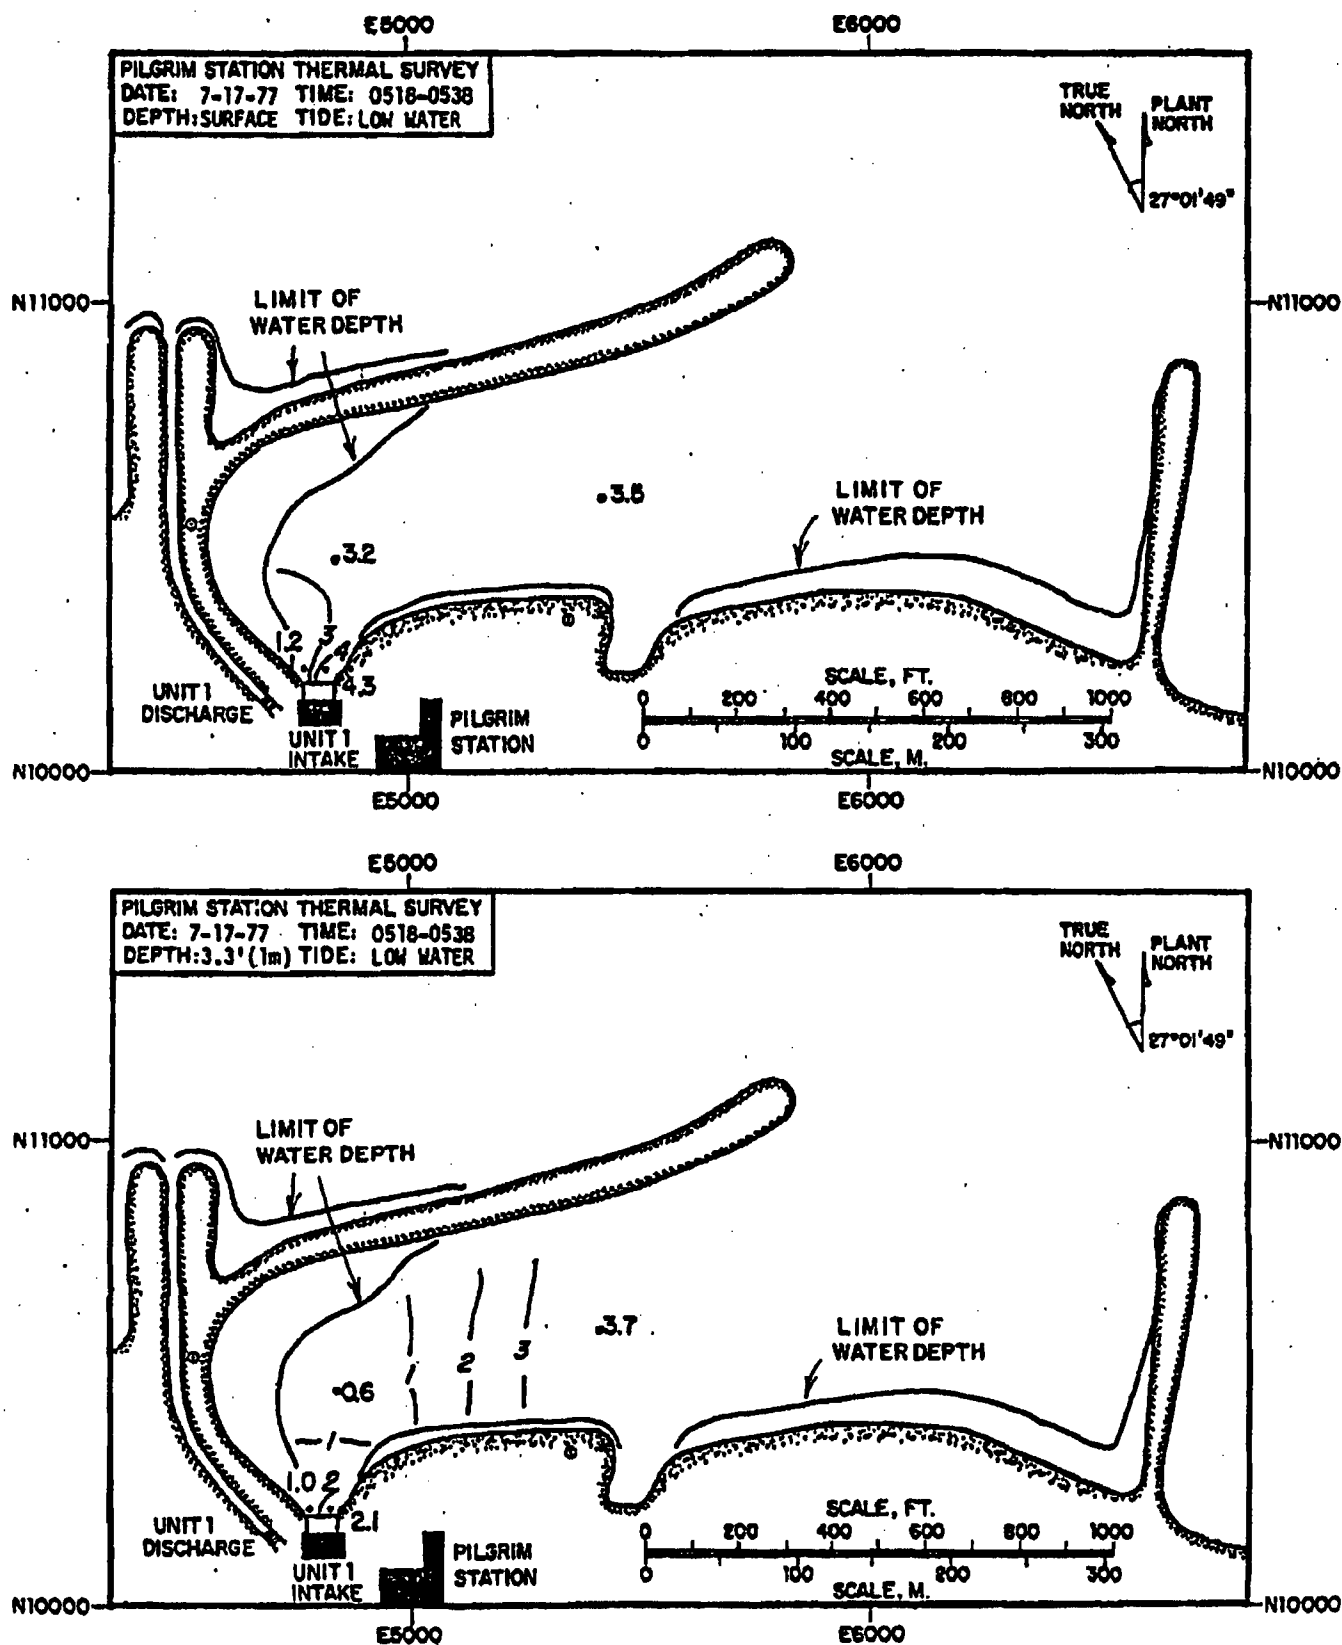 E5000
E6000
PILGRIM STATION THERMAL SURVEY
DATE: 7-17-77 TIME: 0518-0538
DEPTH: SURFACE TIDE: LOW WATER
TRUE NORTH
PLANT NORTH
27°01'49"
N11000
LIMIT OF
WATER DEPTH
N11000
.3.5
LIMIT OF
WATER DEPTH
.3.2
1.2
3
4
4.3
UNIT 1
DISCHARGE
UNIT 1
INTAKE
PILGRIM
STATION
SCALE, FT.
0 200 400 600 800 1000
0 100 200 300
SCALE, M.
N10000
N10000
E5000
E6000
E5000
E6000
PILGRIM STATION THERMAL SURVEY
DATE: 7-17-77 TIME: 0518-0538
DEPTH: 3.3' (1m) TIDE: LOW WATER
TRUE NORTH
PLANT NORTH
27°01'49"
N11000
LIMIT OF
WATER DEPTH
N11000
.3.7
1
2
3
LIMIT OF
WATER DEPTH
.0.6
1
1.0
2
2.1
UNIT 1
DISCHARGE
UNIT 1
INTAKE
PILGRIM
STATION
SCALE, FT.
0 200 400 600 800 1000
0 100 200 300
SCALE, M.
N10000
N10000
E5000
E6000